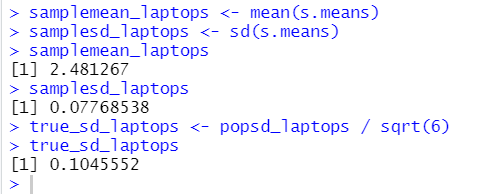 > samplemean_laptops <- mean(s.means)
> samplesd_laptops <- sd(s.means)
> samplemean_laptops
[1] 2.481267
> samplesd_laptops
[1] 0.07768538
> true_sd_laptops <- popsd_laptops / sqrt(6)
> true_sd_laptops
[1] 0.1045552
>